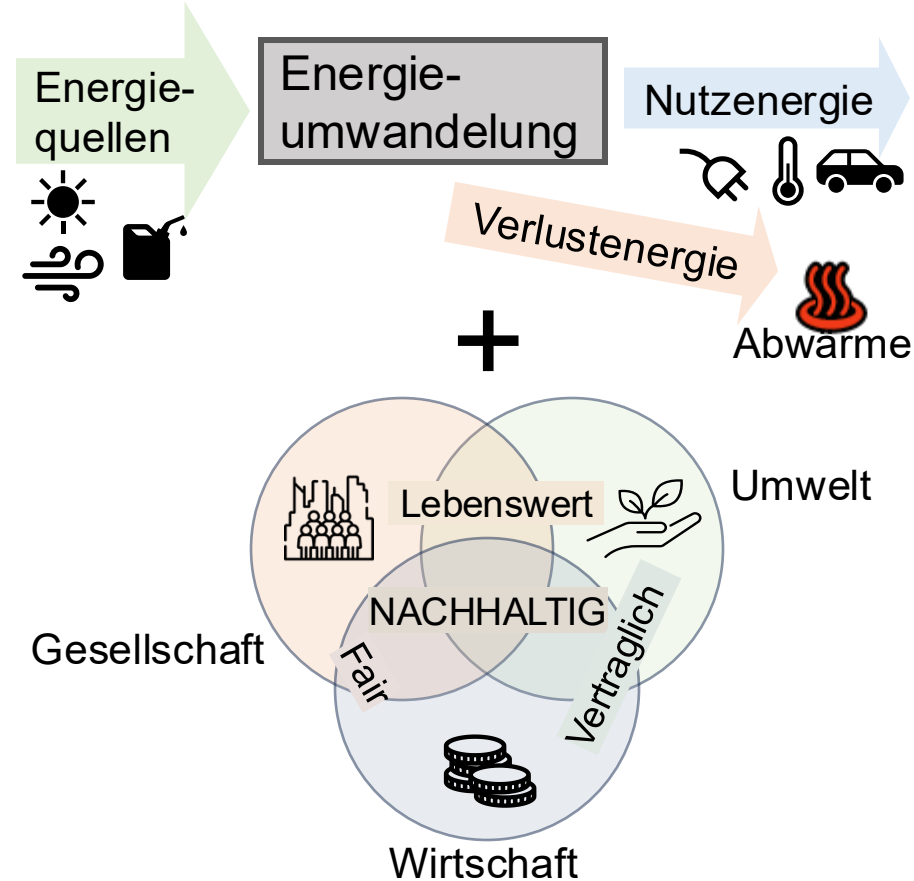 Energie-
quellen
Energie-
umwandelung
Nutzenergie
Verlustenergie
Abwärme
+
Umwelt
Lebenswert
NACHHALTIG
Gesellschaft
Fair
Vertraglich
Wirtschaft